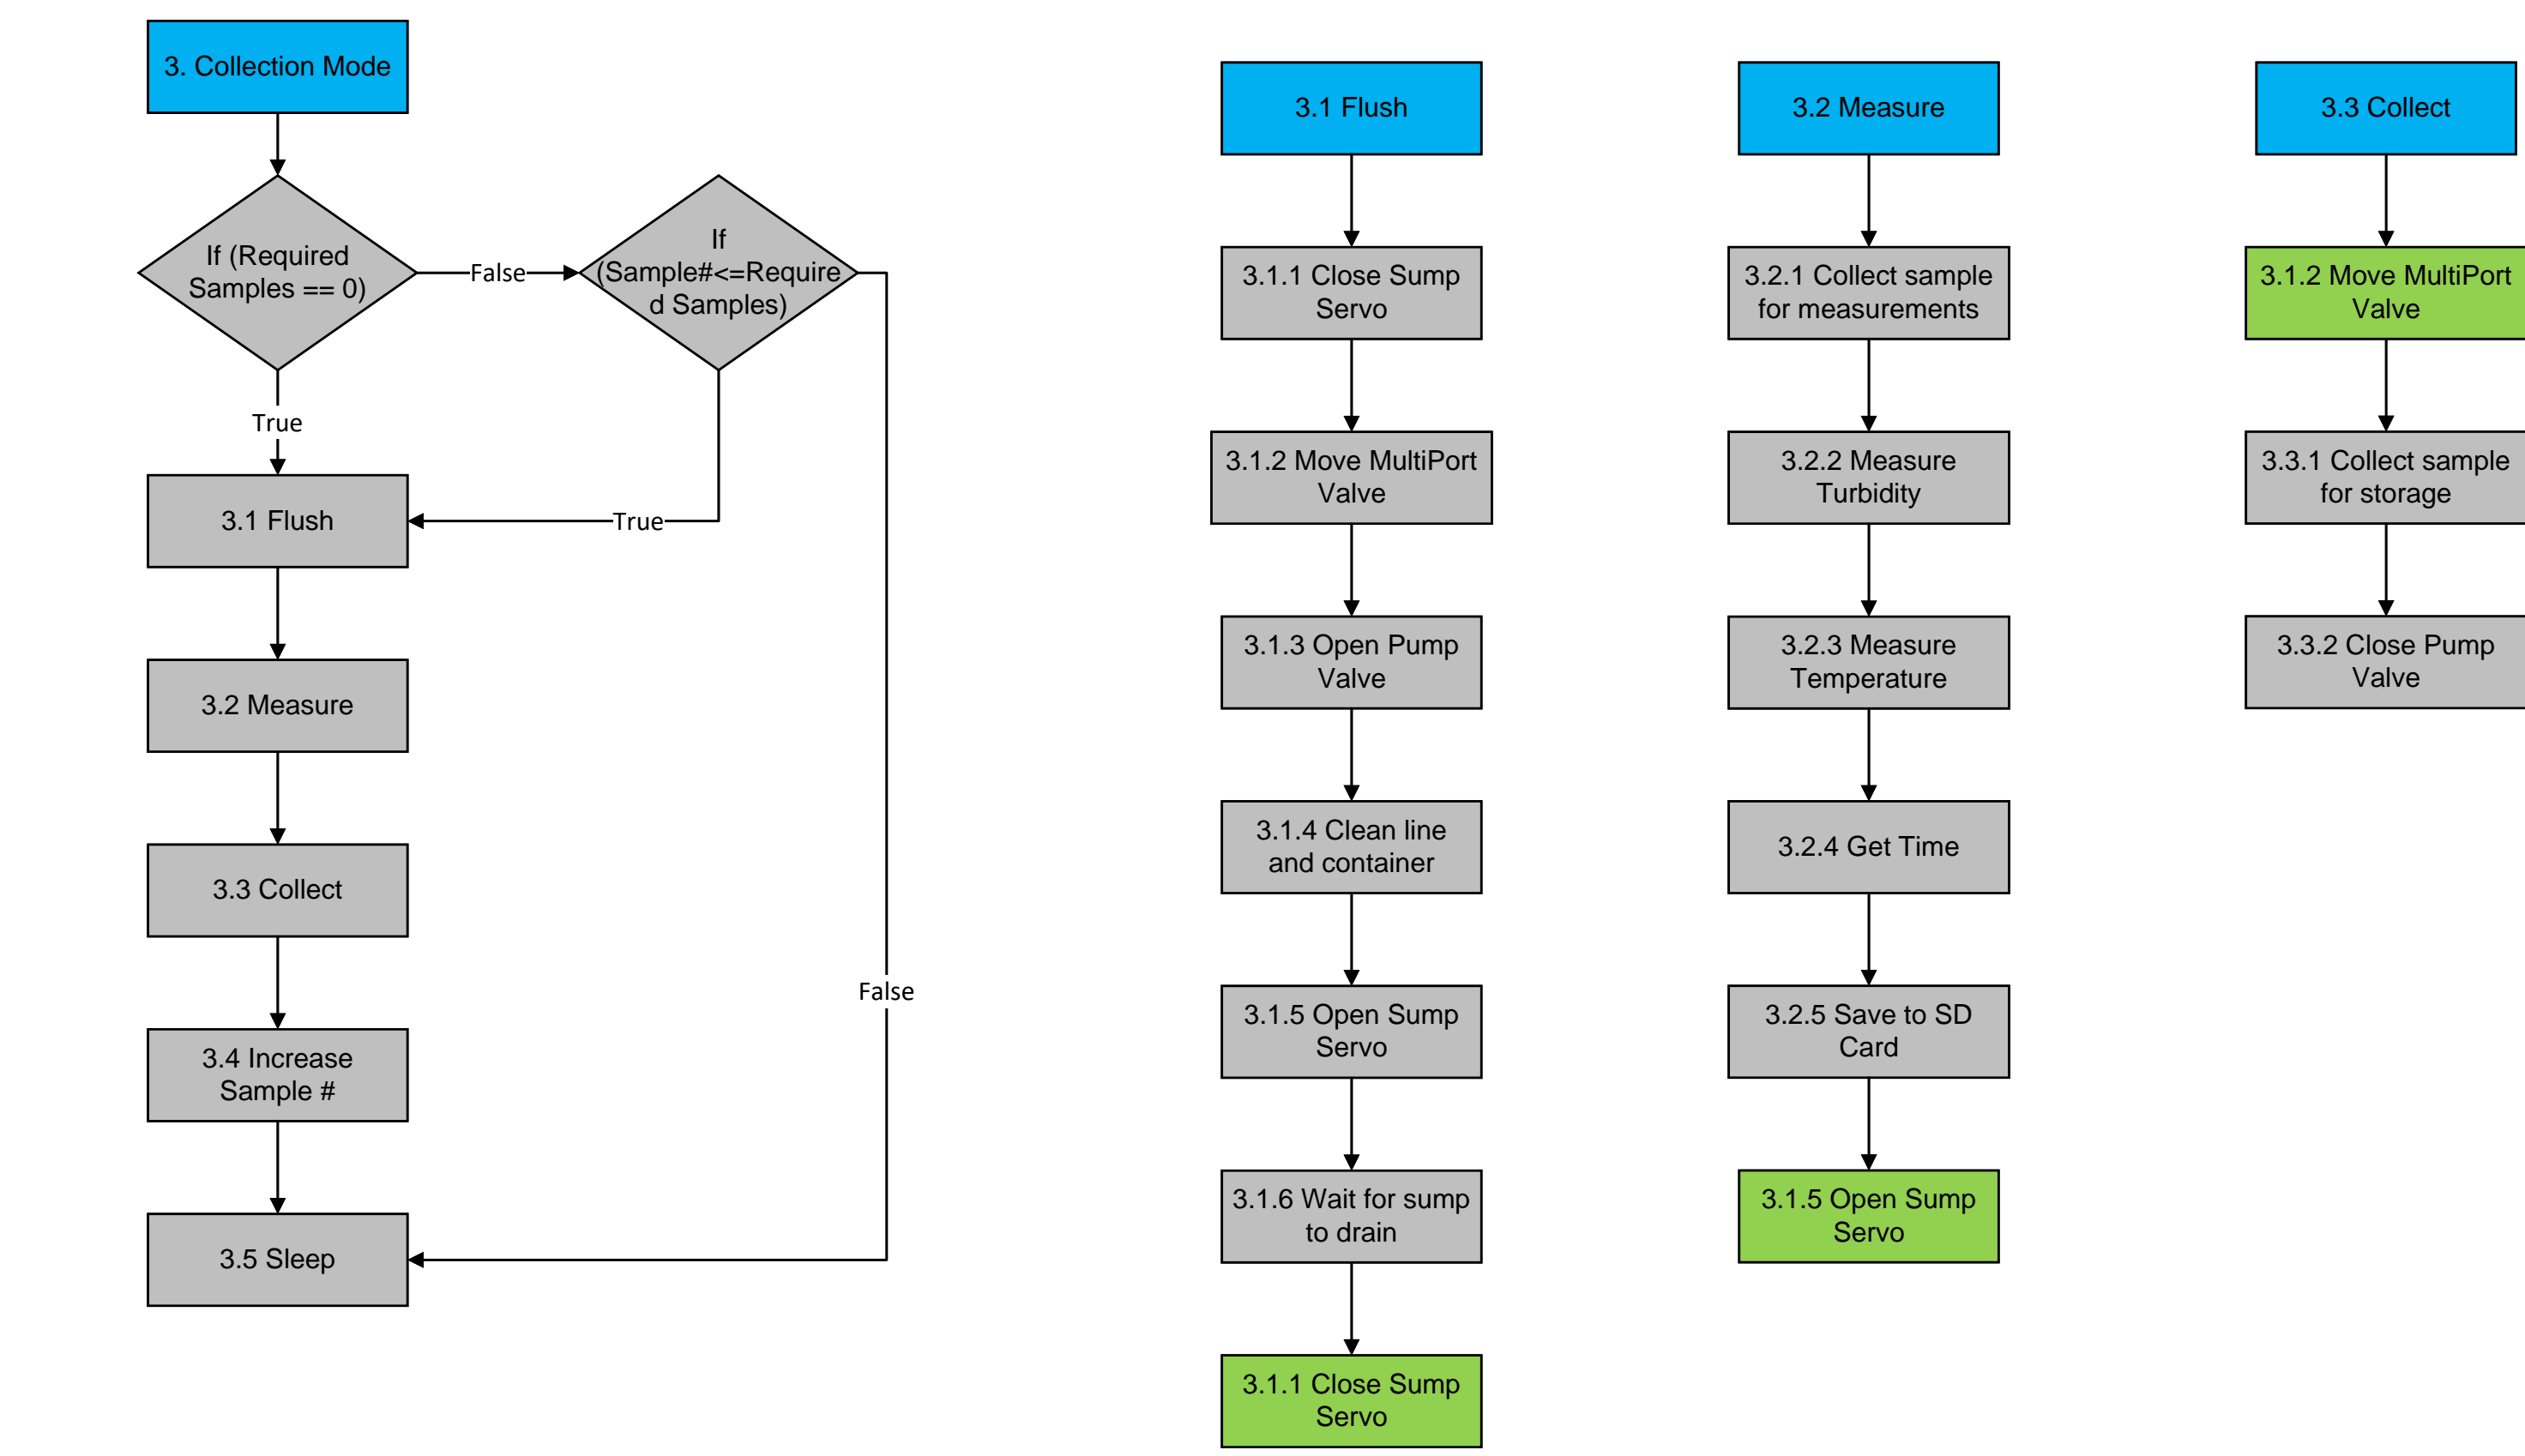 3. Collection Mode
If (Required
Samples == 0)
False
If
(Sample#<=Require
d Samples)
True
3.1 Flush
True
3.2 Measure
3.3 Collect
False
3.4 Increase
Sample #
3.5 Sleep
3.1 Flush
3.1.1 Close Sump
Servo
3.1.2 Move MultiPort
Valve
3.1.3 Open Pump
Valve
3.1.4 Clean line
and container
3.1.5 Open Sump
Servo
3.1.6 Wait for sump
to drain
3.1.1 Close Sump
Servo
3.2 Measure
3.2.1 Collect sample
for measurements
3.2.2 Measure
Turbidity
3.2.3 Measure
Temperature
3.2.4 Get Time
3.2.5 Save to SD
Card
3.1.5 Open Sump
Servo
3.3 Collect
3.1.2 Move MultiPort
Valve
3.3.1 Collect sample
for storage
3.3.2 Close Pump
Valve